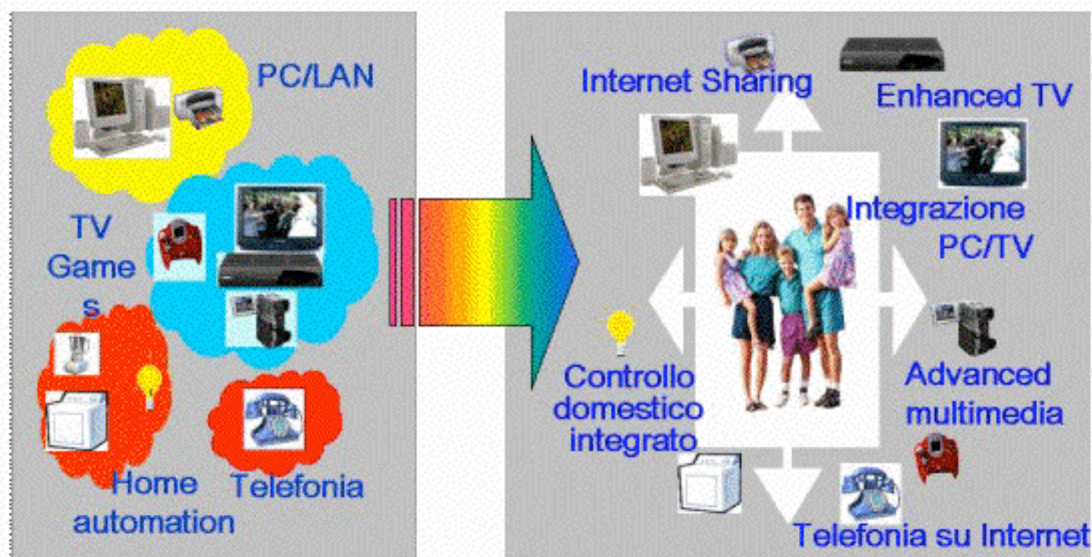 PC/LAN
TV
Game
s
Home
automation
Telefonia
Internet Sharing
Enhanced TV
Integrazione
PC/TV
Controllo
domestico
integrato
Advanced
multimedia
Telefonia su Internet